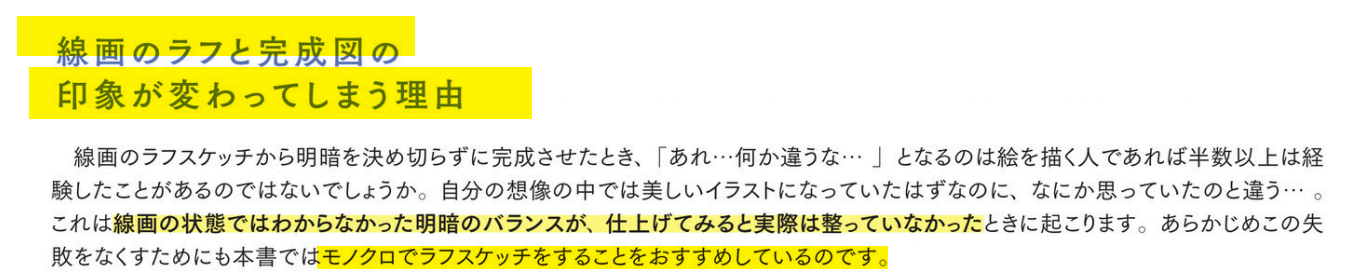 線画のラフと完成図の
印象が変わってしまう理由
線画のラフスケッチから明暗を決め切らずに完成させたとき、「あれ…何か違うな… 」となるのは絵を描く人であれば半数以上は経
験したことがあるのではないでしょうか。自分の想像の中では美しいイラストになっていたはずなのに、なにか思っていたのと違う… 。
これは線画の状態ではわからなかった明暗のバランスが、仕上げてみると実際は整っていなかったときに起こります。あらかじめこの失
敗をなくすためにも本書ではモノクロでラフスケッチをすることをおすすめしているのです。